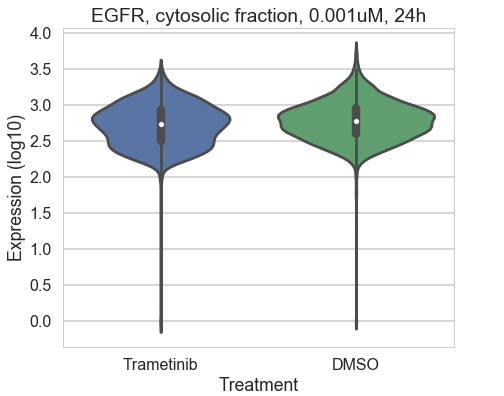 EGFR, cytosolic fraction, 0.001uM, 24h
Expression (log10)
4.0
3.5
3.0
2.5
2.0
1.5
1.0
0.5
0.0
Trametinib
DMSO
Treatment